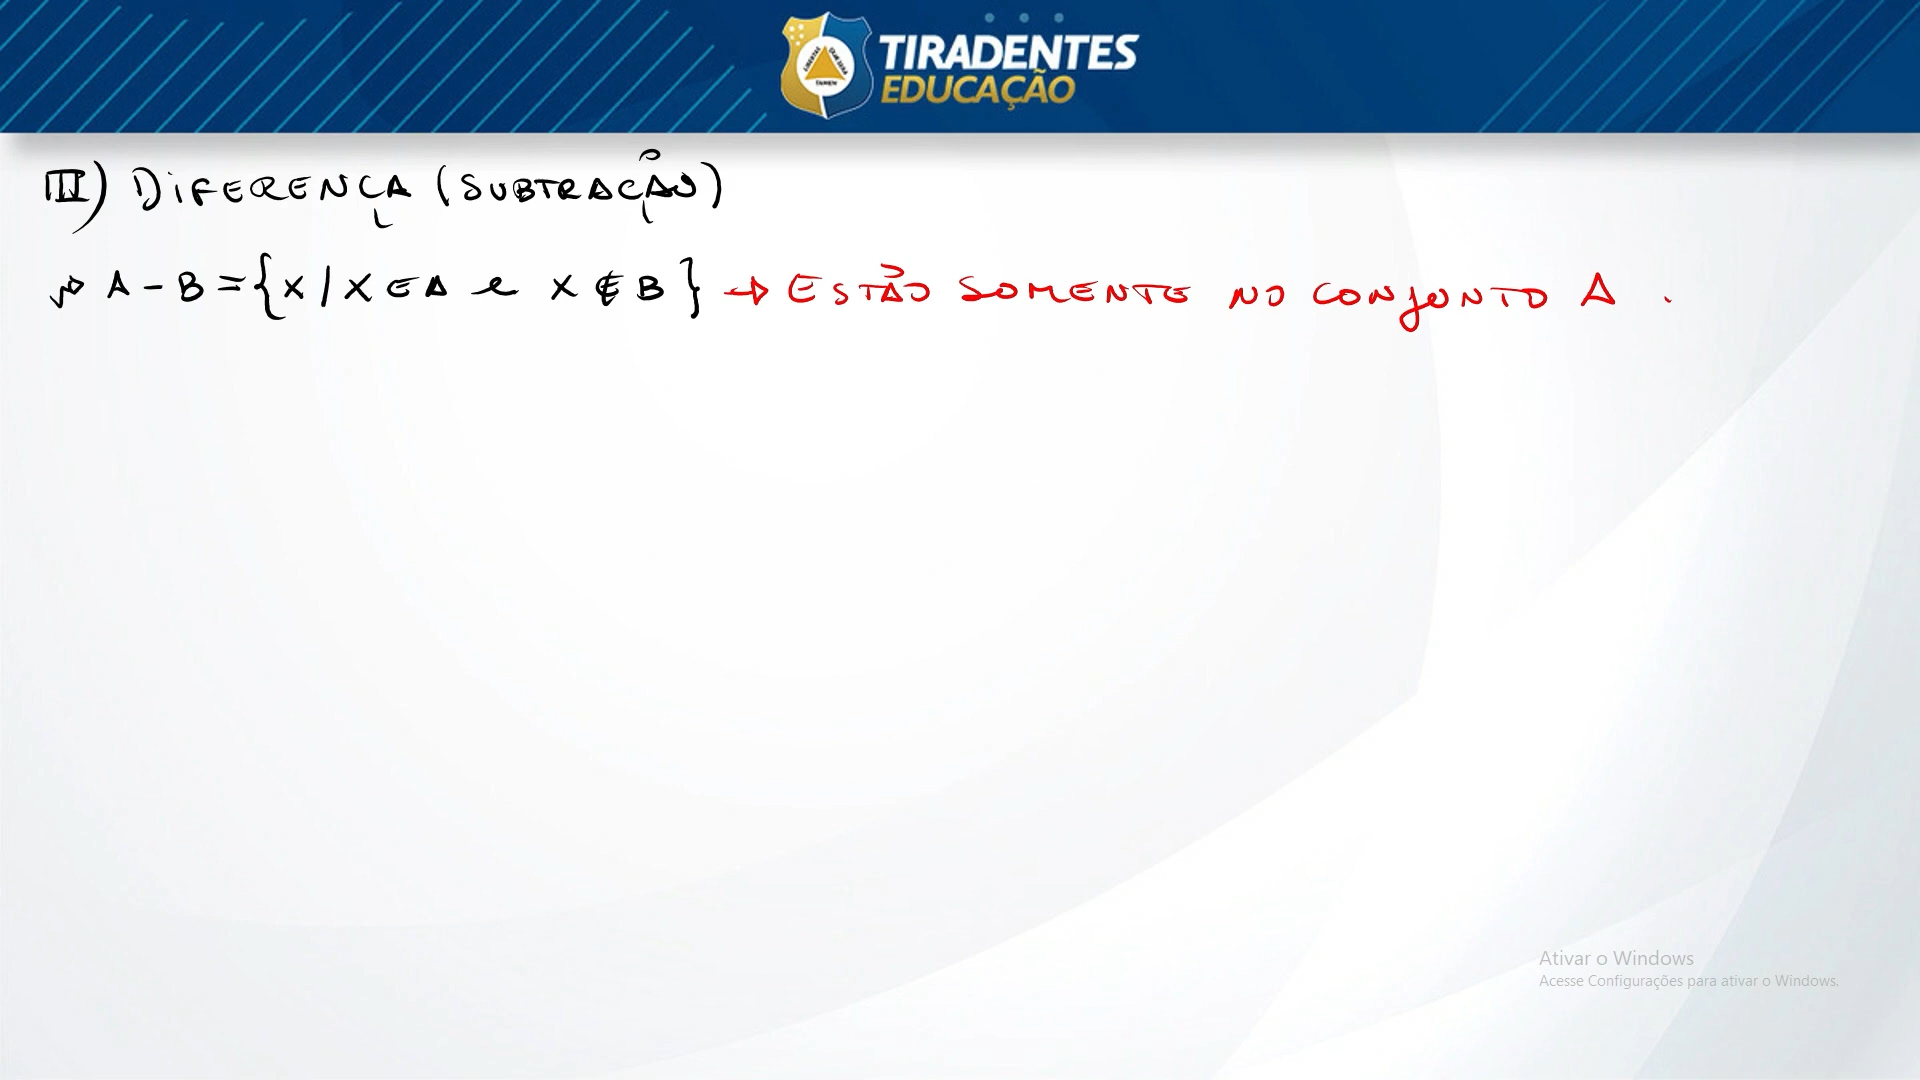 TIRADENTES
EDUCAÇÃO
III) DIFERENÇA (SUBTRAÇÃO)
A - B = {X / X ∈ A e X ∉ B} → ESTÃO SOMENTE NO CONJUNTO A .
Ativar o Windows
Acesse Configurações para ativar o Windows.